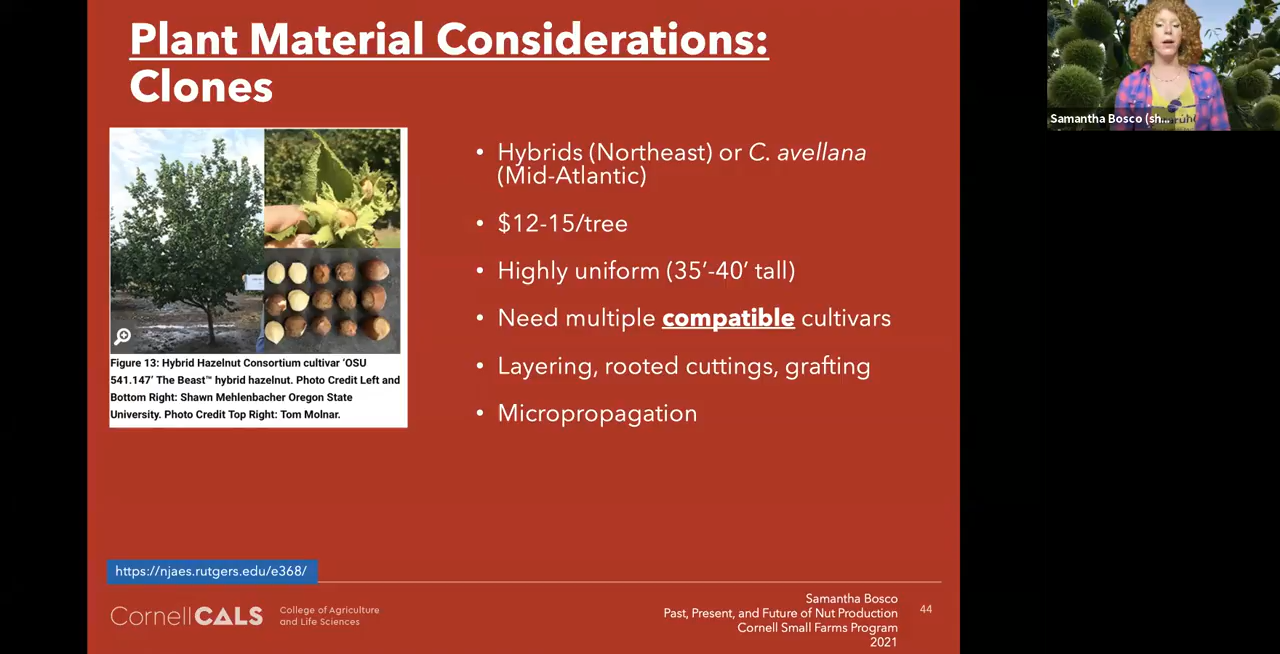 Plant Material Considerations:
Clones
Hybrids (Northeast) or C. avellana
(Mid-Atlantic)
$12-15/tree
Highly uniform (35'-40' tall)
Need multiple compatible cultivars
Layering, rooted cuttings, grafting
Micropropagation
Figure 13: Hybrid Hazelnut Consortium cultivar 'OSU
541.147' The Beast™ hybrid hazelnut. Photo Credit Left and
Bottom Right: Shawn Mehlenbacher Oregon State
University. Photo Credit Top Right: Tom Molnar.
https://njaes.rutgers.edu/e368/
CornellCALS
College of Agriculture
and Life Sciences
Samantha Bosco
Past, Present, and Future of Nut Production
Cornell Small Farms Program
2021
44
Samantha Bosco (sh...